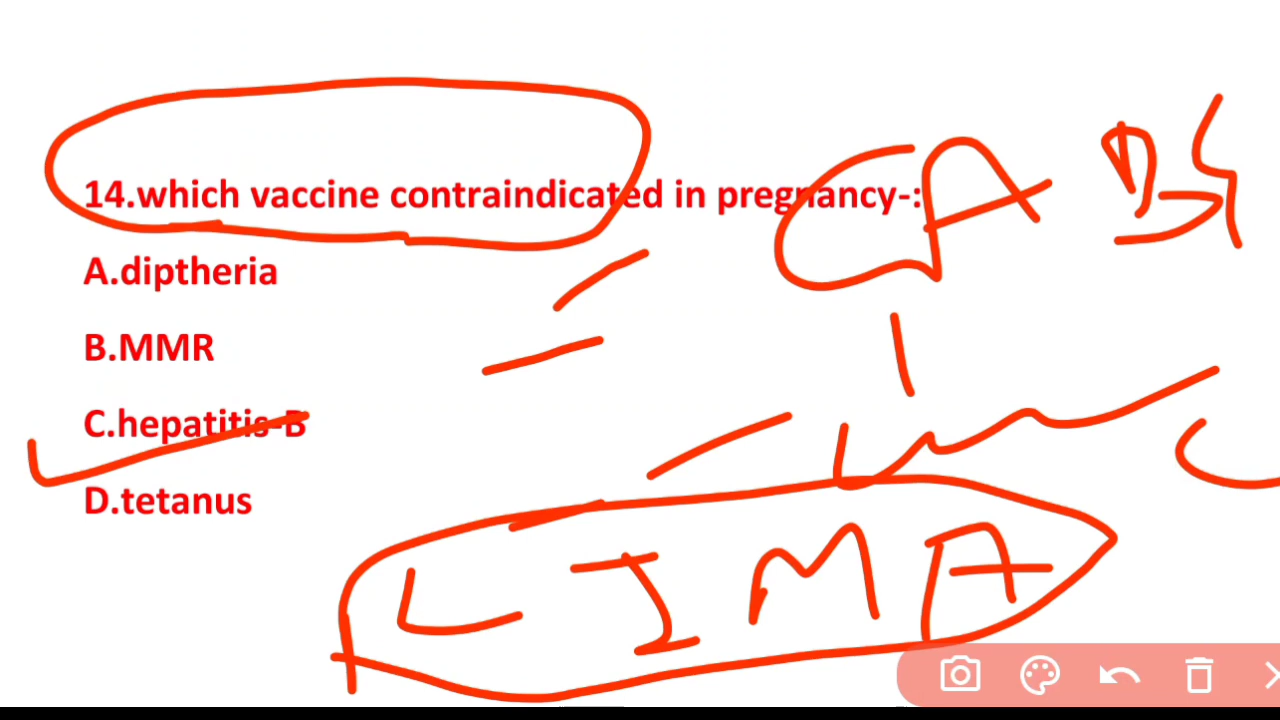 14.which vaccine contraindicated in pregnancy-:
A.diptheria
B.MMR
C.hepatitis-B
D.tetanus
LIMA